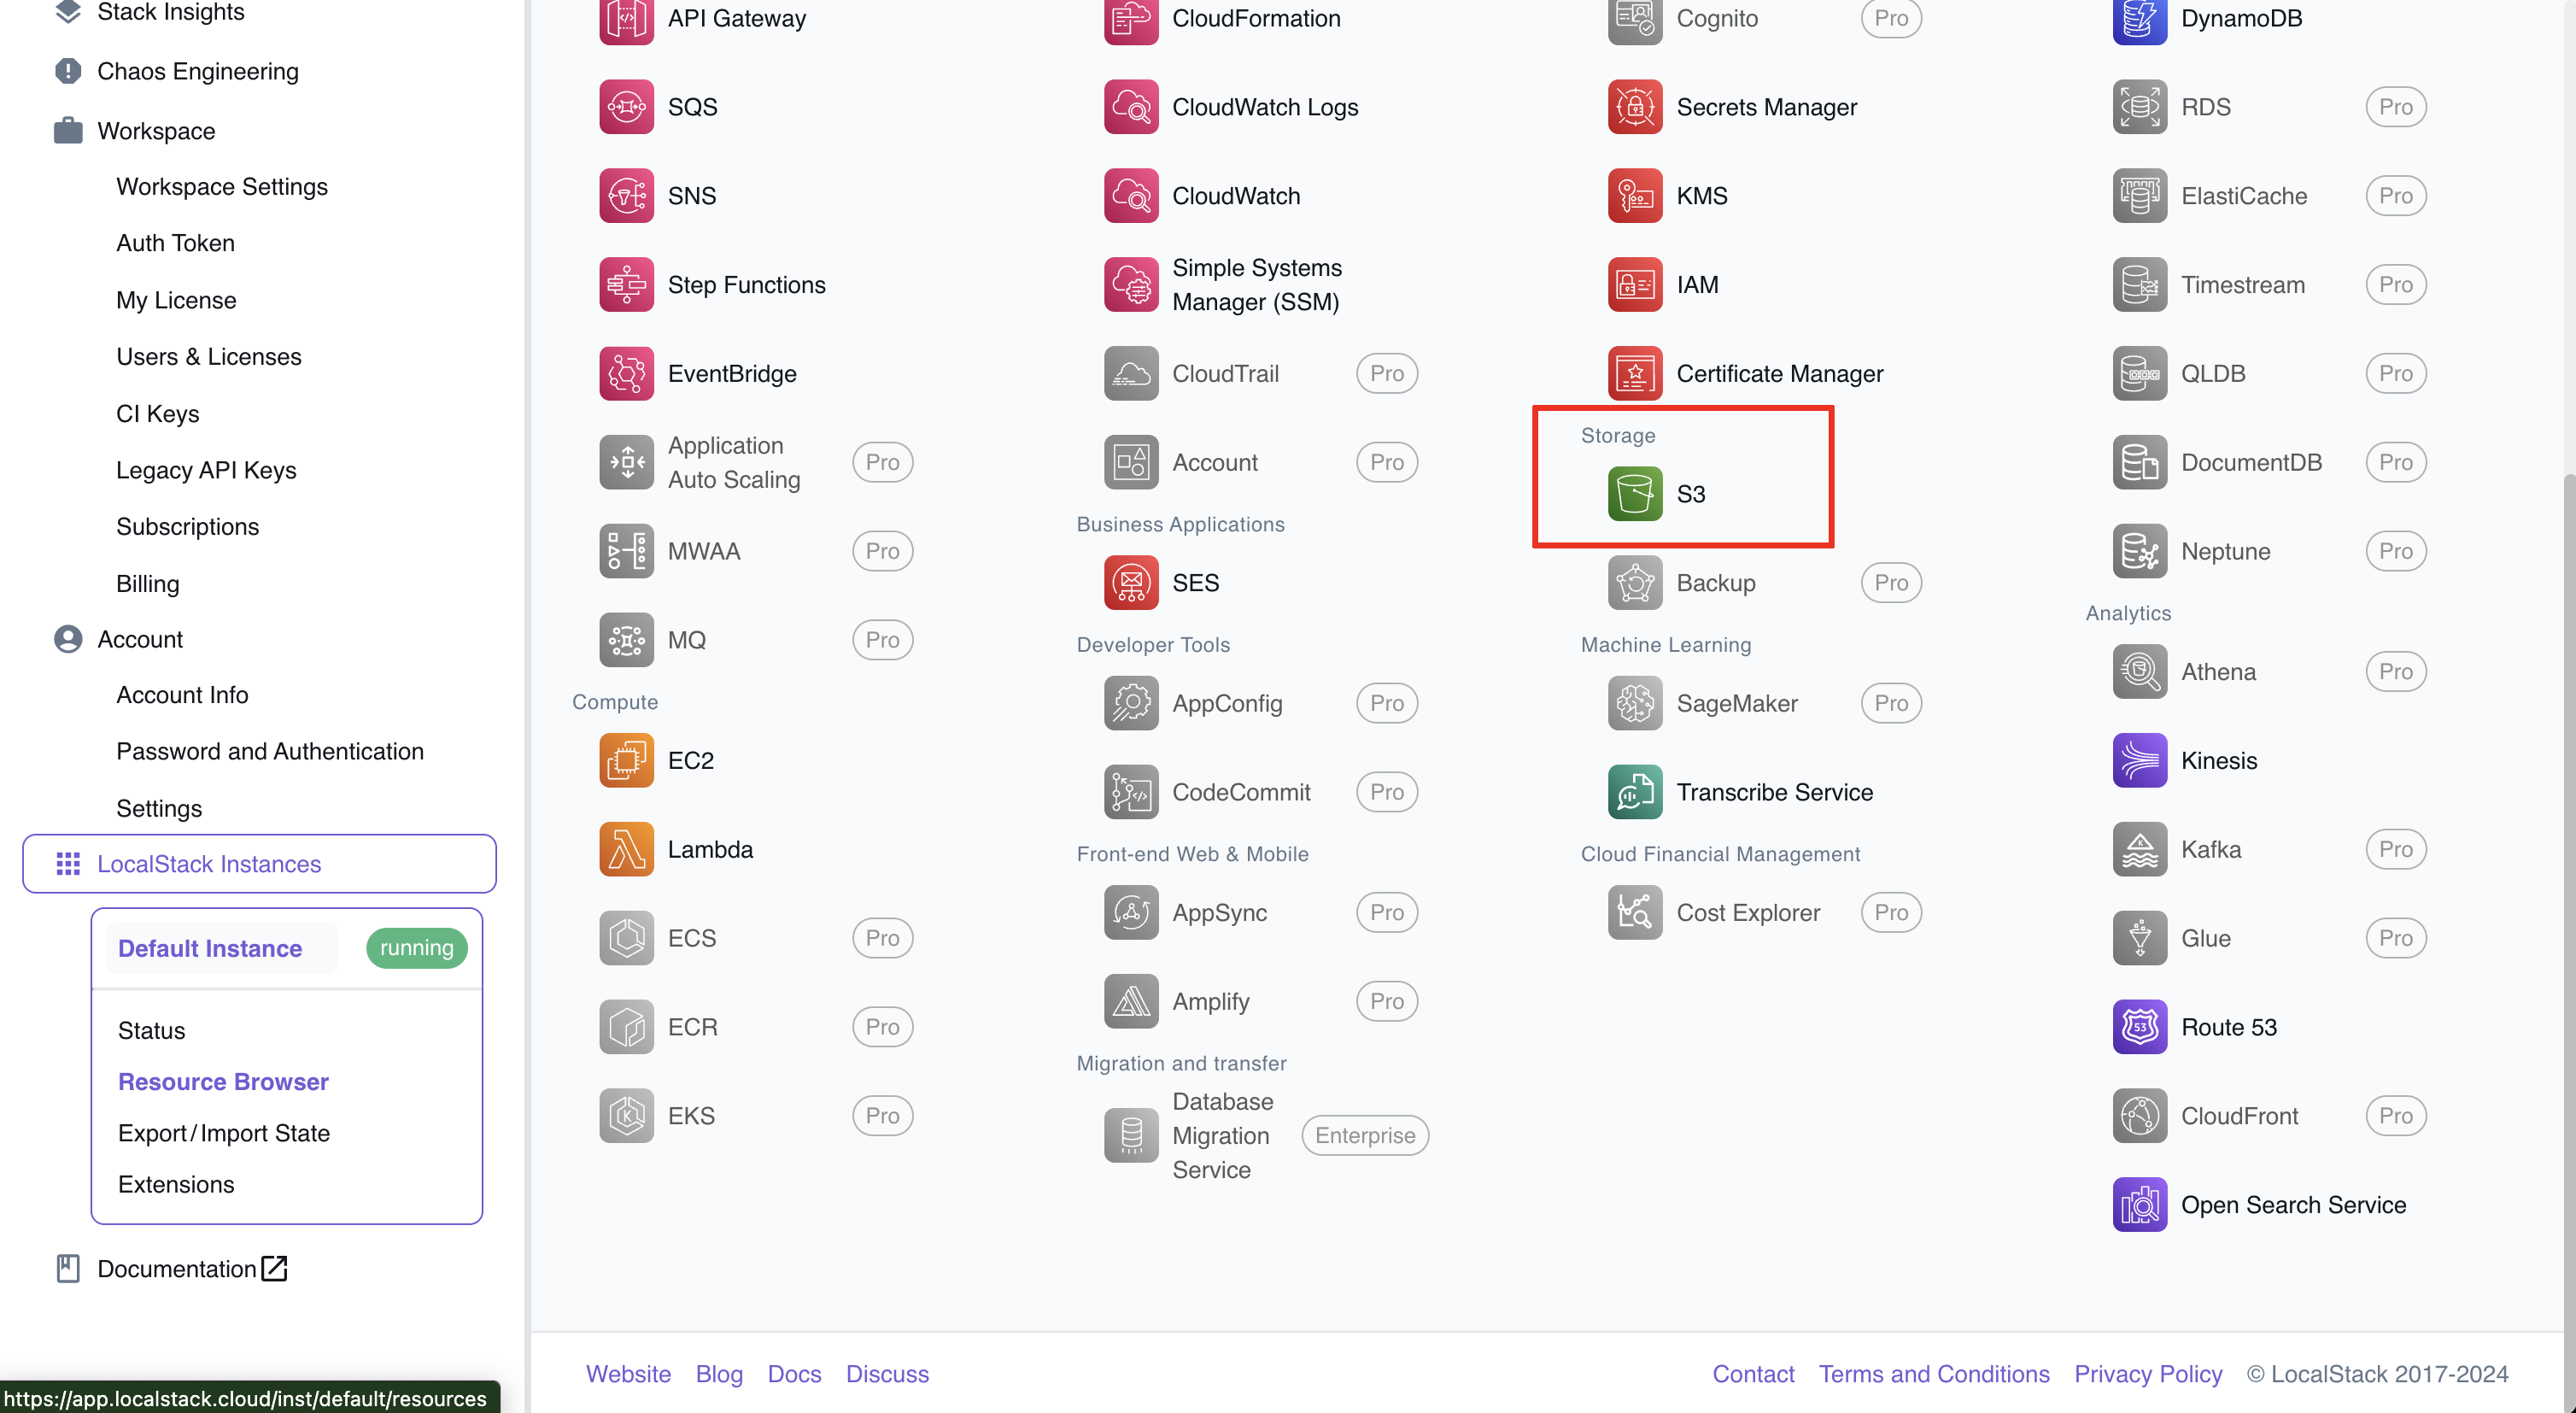 Stack Insights
Chaos Engineering
Workspace
Workspace Settings
Auth Token
My License
Users & Licenses
CI Keys
Legacy API Keys
Subscriptions
Billing
Account
Account Info
Password and Authentication
Settings
LocalStack Instances
Default Instance
running
Status
Resource Browser
Export/Import State
Extensions
Documentation
https://app.localstack.cloud/inst/default/resources
API Gateway
SQS
SNS
Step Functions
EventBridge
Application
Auto Scaling
Pro
MWAA
Pro
MQ
Pro
Compute
EC2
Lambda
ECS
Pro
ECR
Pro
EKS
Pro
CloudFormation
CloudWatch Logs
CloudWatch
Simple Systems
Manager (SSM)
CloudTrail
Pro
Account
Pro
Business Applications
SES
Developer Tools
AppConfig
Pro
CodeCommit
Pro
Front-end Web & Mobile
AppSync
Pro
Amplify
Pro
Migration and transfer
Database
Migration
Service
Enterprise
Cognito
Pro
Secrets Manager
KMS
IAM
Certificate Manager
Storage
S3
Backup
Pro
Machine Learning
SageMaker
Pro
Transcribe Service
Cloud Financial Management
Cost Explorer
Pro
DynamoDB
RDS
Pro
ElastiCache
Pro
Timestream
Pro
QLDB
Pro
DocumentDB
Pro
Neptune
Pro
Analytics
Athena
Pro
Kinesis
Kafka
Pro
Glue
Pro
53
Route 53
CloudFront
Pro
Open Search Service
Website
Blog
Docs
Discuss
Contact
Terms and Conditions
Privacy Policy
© LocalStack 2017-2024